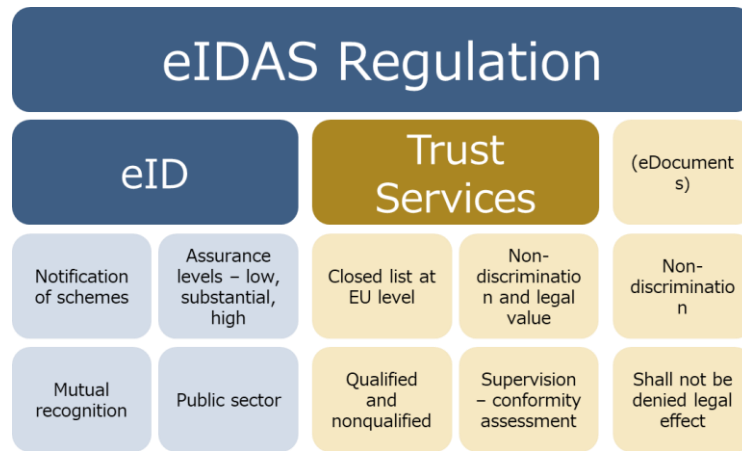 eIDAS Regulation
eID
Trust
Services
(eDocument
s)
Notification
of schemes
Assurance
levels – low,
substantial,
high
Closed list at
EU level
Non-
discriminatio
n and legal
value
Non-
discriminatio
n
Mutual
recognition
Public sector
Qualified
and
nonqualified
Supervision
– conformity
assessment
Shall not be
denied legal
effect